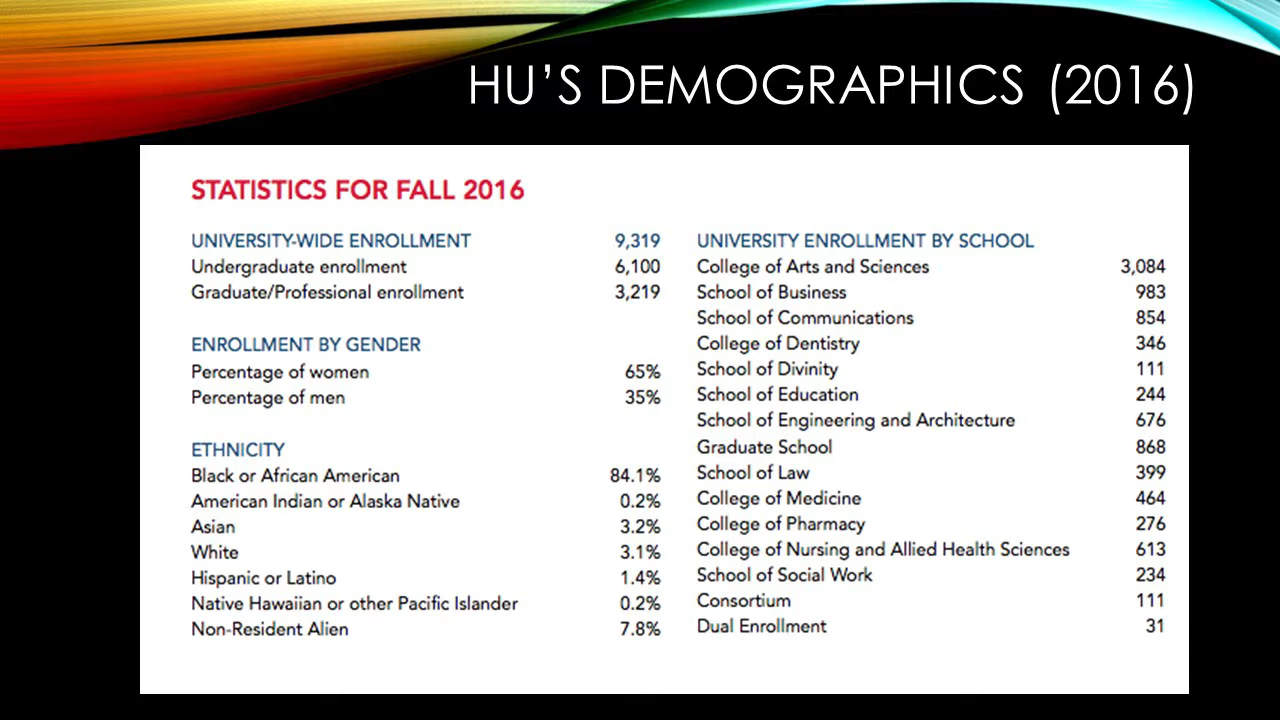 HU’S DEMOGRAPHICS (2016)
STATISTICS FOR FALL 2016
UNIVERSITY-WIDE ENROLLMENT 9,319
Undergraduate enrollment 6,100
Graduate/Professional enrollment 3,219
ENROLLMENT BY GENDER
Percentage of women 65%
Percentage of men 35%
ETHNICITY
Black or African American 84.1%
American Indian or Alaska Native 0.2%
Asian 3.2%
White 3.1%
Hispanic or Latino 1.4%
Native Hawaiian or other Pacific Islander 0.2%
Non-Resident Alien 7.8%
UNIVERSITY ENROLLMENT BY SCHOOL
College of Arts and Sciences 3,084
School of Business 983
School of Communications 854
College of Dentistry 346
School of Divinity 111
School of Education 244
School of Engineering and Architecture 676
Graduate School 868
School of Law 399
College of Medicine 464
College of Pharmacy 276
College of Nursing and Allied Health Sciences 613
School of Social Work 234
Consortium 111
Dual Enrollment 31